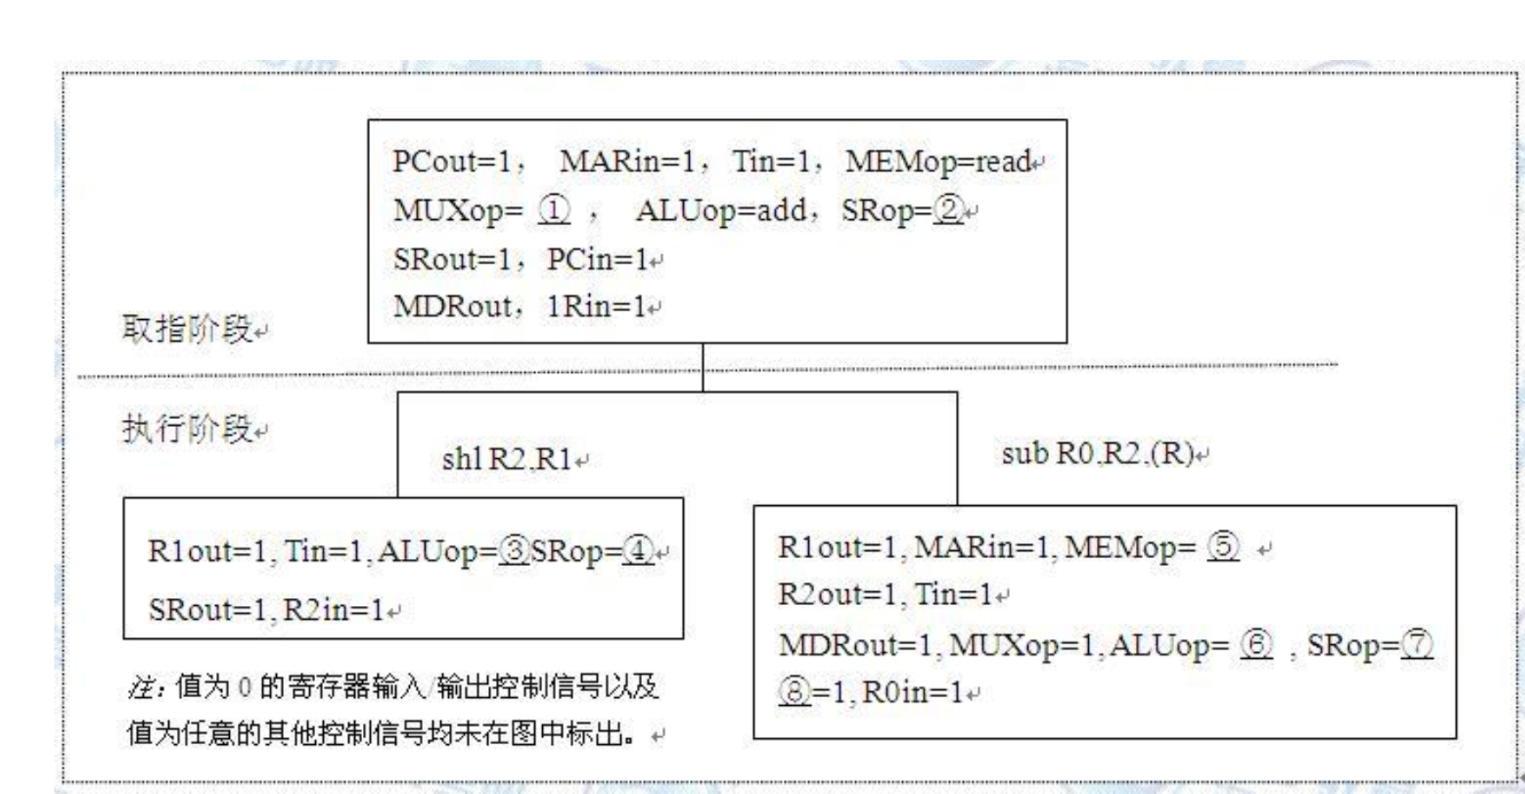 PCout=1， MARin=1，Tin=1，MEMop=read↵
MUXop= ① ， ALUop=add，SRop=②↵
SRout=1，PCin=1↵
MDRout，1Rin=1↵
取指阶段↵
执行阶段↵
shl R2,R1↵
sub R0,R2,(R)↵
R1out=1, Tin=1, ALUop=③SRop=④↵
SRout=1, R2in=1↵
R1out=1, MARin=1, MEMop= ⑤ ↵
R2out=1, Tin=1↵
MDRout=1, MUXop=1, ALUop= ⑥ , SRop=⑦
⑧=1, R0in=1↵
注：值为 0 的寄存器输入/输出控制信号以及
值为任意的其他控制信号均未在图中标出。↵